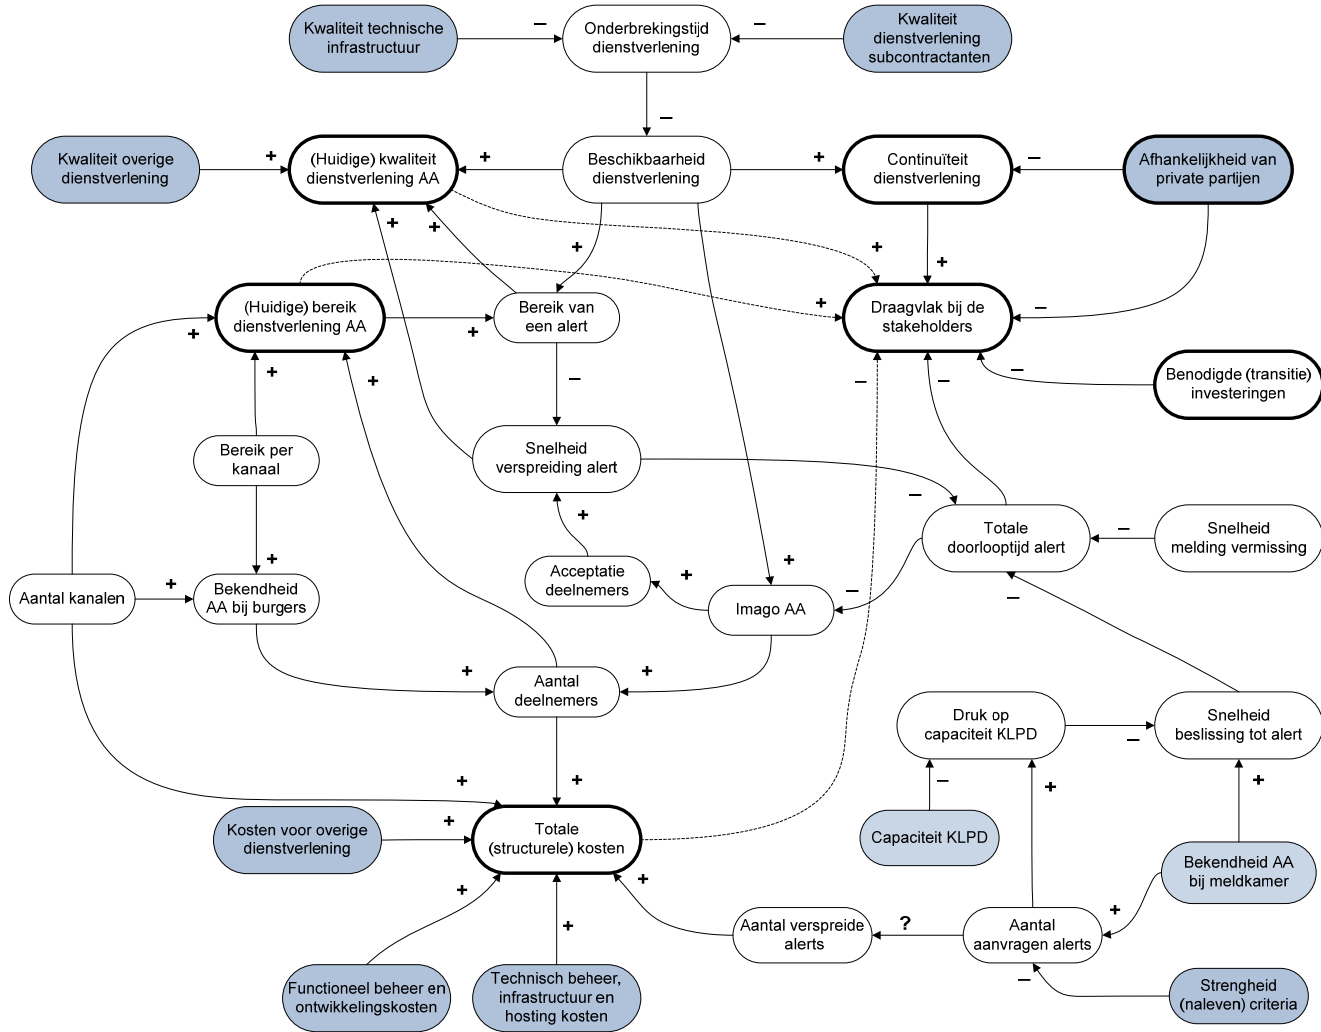 Kwaliteit technische
infrastructuur
–
Onderbrekingstijd
dienstverlening
–
Kwaliteit
dienstverlening
subcontractanten
–
Kwaliteit overige
dienstverlening
+
(Huidige) kwaliteit
dienstverlening AA
+
Beschikbaarheid
dienstverlening
+
Continuïteit
dienstverlening
–
Afhankelijkheid van
private partijen
+
+
+
+
+
(Huidige) bereik
dienstverlening AA
+
+
Bereik van
een alert
+
Draagvlak bij de
stakeholders
–
+
+
–
–
–
–
Benodigde (transitie)
investeringen
Bereik per
kanaal
Snelheid
verspreiding alert
–
+
Totale
doorlooptijd alert
–
Snelheid
melding vermissing
+
+
Aantal kanalen
+
Bekendheid
AA bij burgers
Acceptatie
deelnemers
+
Imago AA
–
–
+
Aantal
deelnemers
+
Druk op
capaciteit KLPD
–
Snelheid
beslissing tot alert
+
+
–
+
+
Kosten voor overige
dienstverlening
+
Totale
(structurele) kosten
Capaciteit KLPD
Bekendheid AA
bij meldkamer
+
+
+
Aantal verspreide
alerts
?
Aantal
aanvragen alerts
+
–
Functioneel beheer en
ontwikkelingskosten
Technisch beheer,
infrastructuur en
hosting kosten
Strengheid
(naleven) criteria